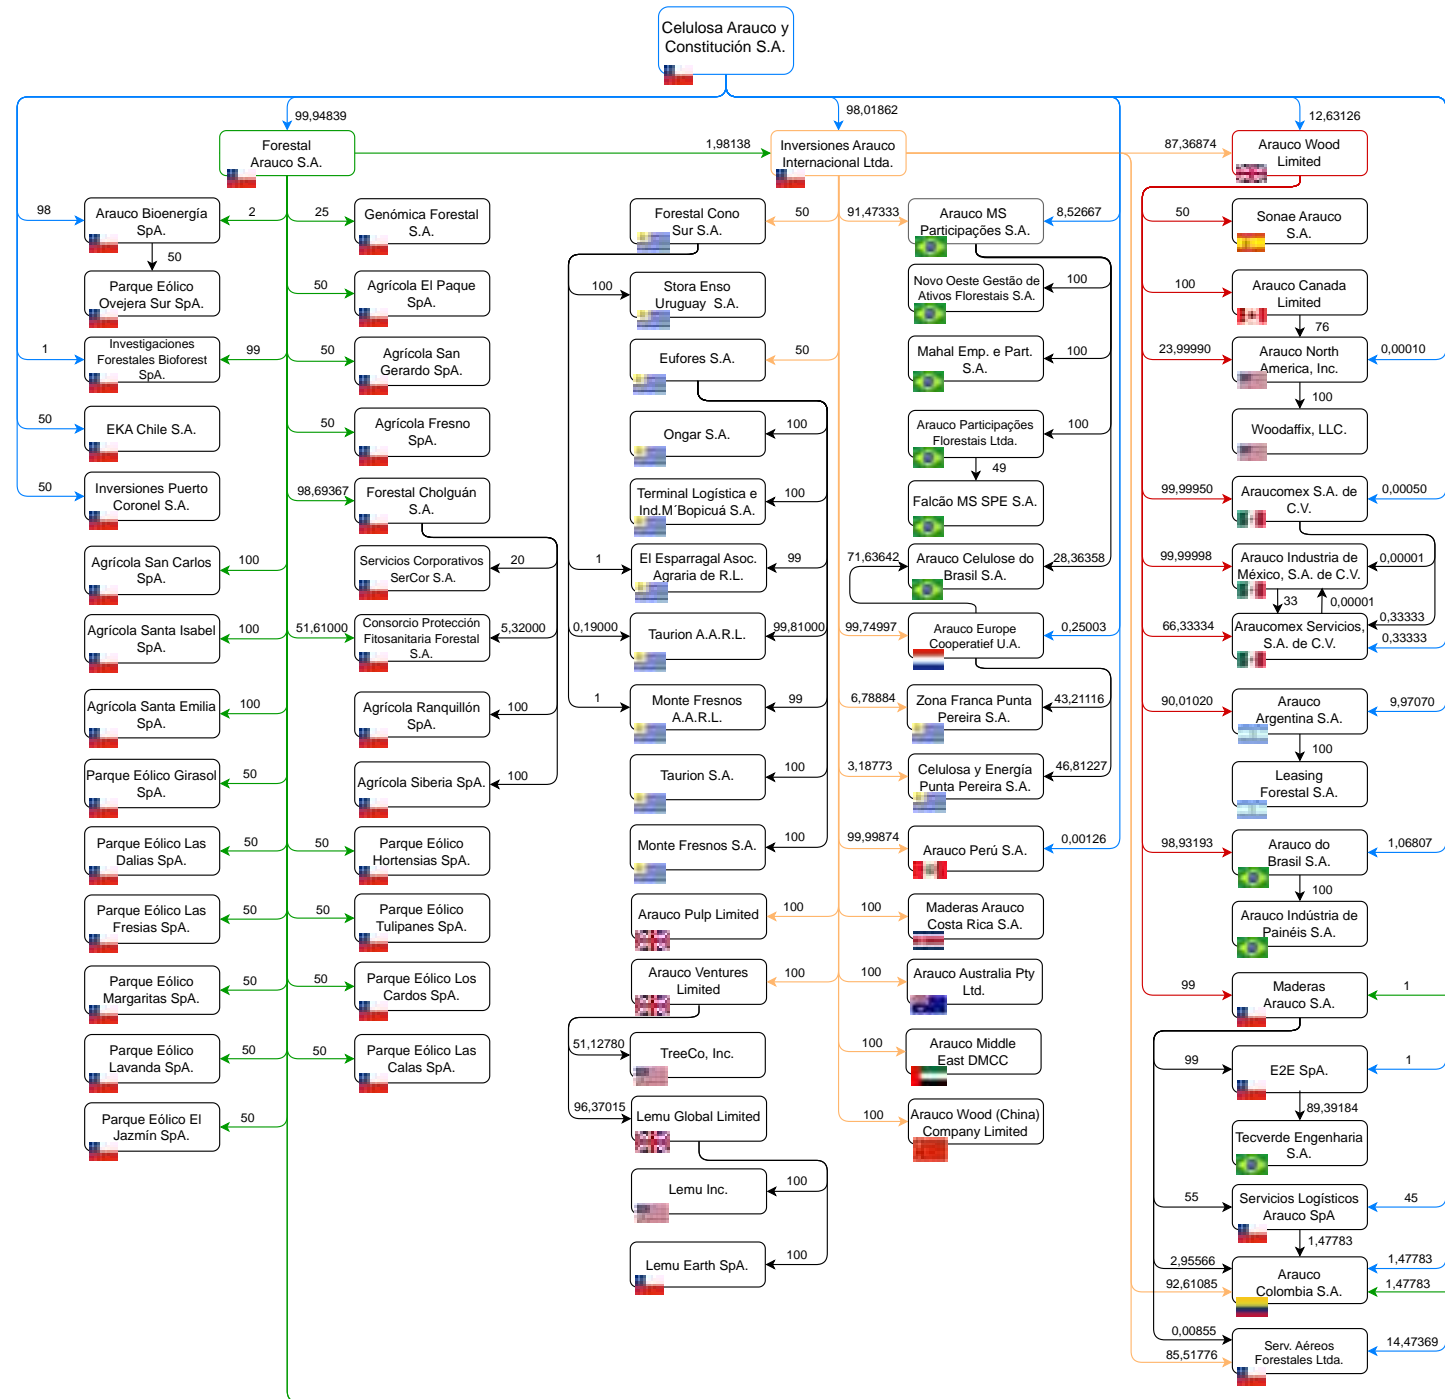 Celulosa Arauco y
Constitución S.A.
99,94839
98,01862
12,63126
Forestal
Arauco S.A.
1,98138
Inversiones Arauco
Internacional Ltda.
87,36874
Arauco Wood
Limited
98
Arauco Bioenergía
SpA.
2
25
Genómica Forestal
S.A.
Forestal Cono
Sur S.A.
50
91,47333
Arauco MS
Participações S.A.
8,52667
50
Sonae Arauco
S.A.
50
Parque Eólico
Ovejera Sur SpA.
50
Agrícola El Paque
SpA.
100
Stora Enso
Uruguay S.A.
Novo Oeste Gestão de
Ativos Florestais S.A.
100
100
Arauco Canada
Limited
76
1
Investigaciones
Forestales Bioforest
SpA.
99
50
Agrícola San
Gerardo SpA.
Eufores S.A.
50
Mahal Emp. e Part.
S.A.
100
23,99990
Arauco North
America, Inc.
0,00010
100
50
EKA Chile S.A.
50
Agrícola Fresno
SpA.
Ongar S.A.
100
Arauco Participações
Florestais Ltda.
100
Woodaffix, LLC.
49
50
Inversiones Puerto
Coronel S.A.
98,69367
Forestal Cholguán
S.A.
Terminal Logística e
Ind.M´Bopicuá S.A.
100
Falcão MS SPE S.A.
99,99950
Araucomex S.A. de
C.V.
0,00050
Agrícola San Carlos
SpA.
100
Servicios Corporativos
SerCor S.A.
20
1
El Esparragal Asoc.
Agraria de R.L.
99
71,63642
Arauco Celulose do
Brasil S.A.
28,36358
99,99998
Arauco Industria de
México, S.A. de C.V.
0,00001
33
0,00001
Agrícola Santa Isabel
SpA.
100
51,61000
Consorcio Protección
Fitosanitaria Forestal
S.A.
5,32000
0,19000
Taurion A.A.R.L.
99,81000
99,74997
Arauco Europe
Cooperatief U.A.
0,25003
66,33334
Araucomex Servicios,
S.A. de C.V.
0,33333
0,33333
Agrícola Santa Emilia
SpA.
100
Agrícola Ranquillón
SpA.
100
1
Monte Fresnos
A.A.R.L.
99
6,78884
Zona Franca Punta
Pereira S.A.
43,21116
90,01020
Arauco
Argentina S.A.
9,97070
100
Parque Eólico Girasol
SpA.
50
Agrícola Siberia SpA.
100
Taurion S.A.
100
3,18773
Celulosa y Energía
Punta Pereira S.A.
46,81227
Leasing
Forestal S.A.
Parque Eólico Las
Dalias SpA.
50
50
Parque Eólico
Hortensias SpA.
Monte Fresnos S.A.
100
99,99874
Arauco Perú S.A.
0,00126
98,93193
Arauco do
Brasil S.A.
1,06807
100
Parque Eólico Las
Fresias SpA.
50
50
Parque Eólico
Tulipanes SpA.
Arauco Pulp Limited
100
100
Maderas Arauco
Costa Rica S.A.
Arauco Indústria de
Painéis S.A.
Parque Eólico
Margaritas SpA.
50
50
Parque Eólico Los
Cardos SpA.
Arauco Ventures
Limited
100
100
Arauco Australia Pty
Ltd.
99
Maderas
Arauco S.A.
1
Parque Eólico
Lavanda SpA.
50
50
Parque Eólico Las
Calas SpA.
51,12780
TreeCo, Inc.
100
Arauco Middle
East DMCC
99
E2E SpA.
1
89,39184
Parque Eólico El
Jazmín SpA.
50
96,37015
Lemu Global Limited
100
Arauco Wood (China)
Company Limited
Tecverde Engenharia
S.A.
Lemu Inc.
100
55
Servicios Logísticos
Arauco SpA
45
1,47783
Lemu Earth SpA.
100
2,95566
92,61085
Arauco
Colombia S.A.
1,47783
1,47783
0,00855
85,51776
Serv. Aéreos
Forestales Ltda.
14,47369